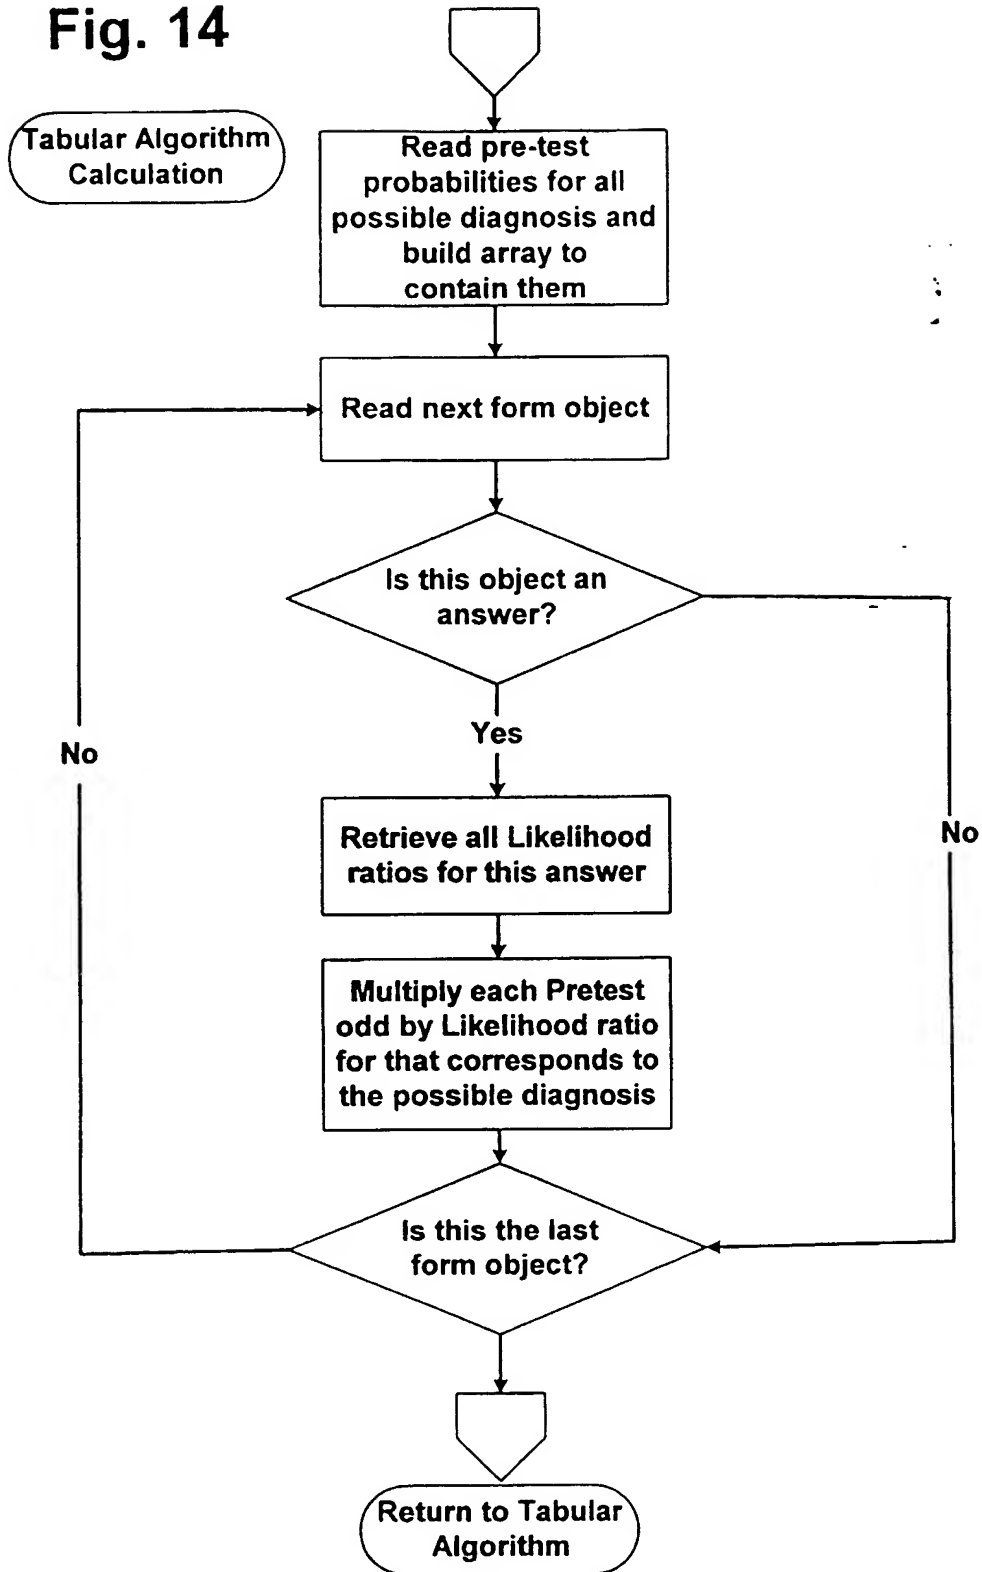 Fig. 14
Tabular Algorithm
Calculation
Read pre-test
probabilities for all
possible diagnosis and
build array to
contain them
Read next form object
Is this object an
answer?
Yes
No
No
Retrieve all Likelihood
ratios for this answer
Multiply each Pretest
odd by Likelihood ratio
for that corresponds to
the possible diagnosis
Is this the last
form object?
Return to Tabular
Algorithm